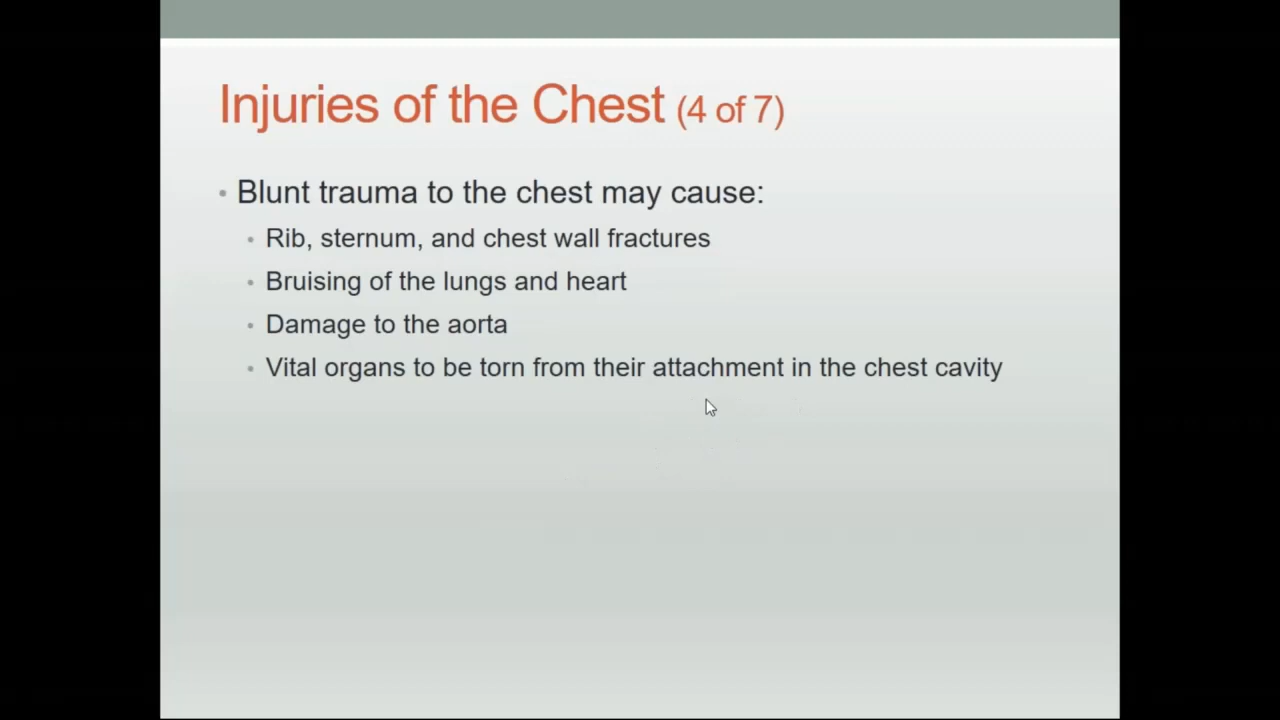 Injuries of the Chest (4 of 7)
• Blunt trauma to the chest may cause:
• Rib, sternum, and chest wall fractures
• Bruising of the lungs and heart
• Damage to the aorta
• Vital organs to be torn from their attachment in the chest cavity